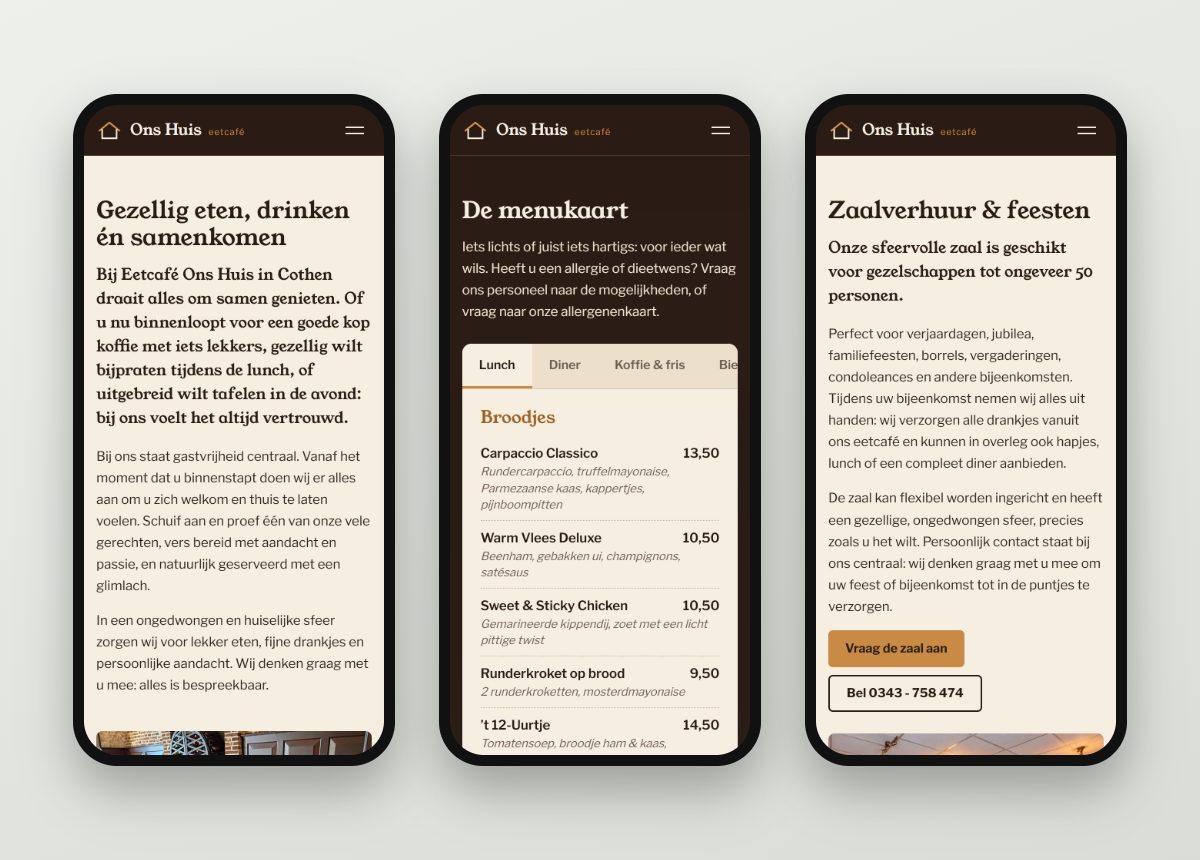 Ons Huis eetcafé
Gezellig eten, drinken
én samenkomen
Bij Eetcafé Ons Huis in Cothen
draait alles om samen genieten. Of
u nu binnenloopt voor een goede kop
koffie met iets lekkers, gezellig wilt
bijpraten tijdens de lunch, of
uitgebreid wilt tafelen in de avond:
bij ons voelt het altijd vertrouwd.
Bij ons staat gastvrijheid centraal. Vanaf het
moment dat u binnenstapt doen wij er alles
aan om u zich welkom en thuis te laten
voelen. Schuif aan en proef één van onze vele
gerechten, vers bereid met aandacht en
passie, en natuurlijk geserveerd met een
glimlach.
In een ongedwongen en huiselijke sfeer
zorgen wij voor lekker eten, fijne drankjes en
persoonlijke aandacht. Wij denken graag met
u mee: alles is bespreekbaar.
Ons Huis eetcafé
De menukaart
Iets lichts of juist iets hartigs: voor ieder wat
wils. Heeft u een allergie of dieetwens? Vraag
ons personeel naar de mogelijkheden, of
vraag naar onze allergenenkaart.
Lunch Diner Koffie & fris Bie
Broodjes
Carpaccio Classico 13,50
Rundercarpaccio, truffelmayonaise,
Parmezaanse kaas, kappertjes,
pijnboompitten
Warm Vlees Deluxe 10,50
Beenham, gebakken ui, champignons,
satésaus
Sweet & Sticky Chicken 10,50
Gemarineerde kippendij, zoet met een licht
pittige twist
Runderkroket op brood 9,50
2 runderkroketten, mosterdmayonaise
't 12-Uurtje 14,50
Tomatensoep, broodje ham & kaas,
Ons Huis eetcafé
Zaalverhuur & feesten
Onze sfeervolle zaal is geschikt
voor gezelschappen tot ongeveer 50
personen.
Perfect voor verjaardagen, jubilea,
familiefeesten, borrels, vergaderingen,
condoleances en andere bijeenkomsten.
Tijdens uw bijeenkomst nemen wij alles uit
handen: wij verzorgen alle drankjes vanuit
ons eetcafé en kunnen in overleg ook hapjes,
lunch of een compleet diner aanbieden.
De zaal kan flexibel worden ingericht en heeft
een gezellige, ongedwongen sfeer, precies
zoals u het wilt. Persoonlijk contact staat bij
ons centraal: wij denken graag met u mee om
uw feest of bijeenkomst tot in de puntjes te
verzorgen.
Vraag de zaal aan
Bel 0343 - 758 474